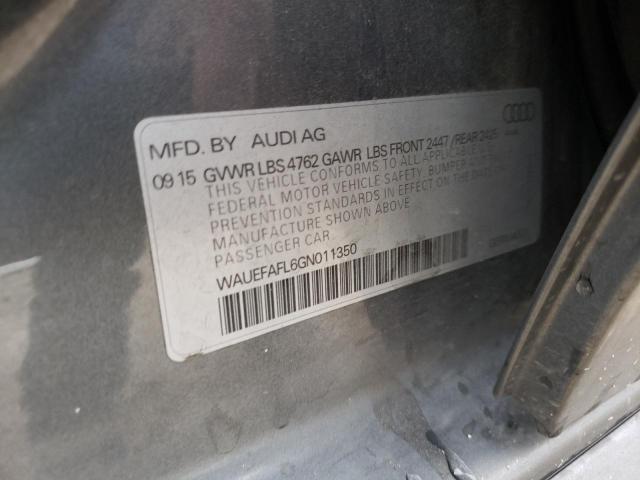 MFD. BY AUDI AG
09 15 GVWR LBS 4762 GAWR LBS FRONT 2447 / REAR 2425
THIS VEHICLE CONFORMS TO ALL APPLICABLE
FEDERAL MOTOR VEHICLE SAFETY, BUMPER AND
PREVENTION STANDARDS IN EFFECT ON THE DATE OF
MANUFACTURE SHOWN ABOVE
PASSENGER CAR
WAUEFAFL6GN011350